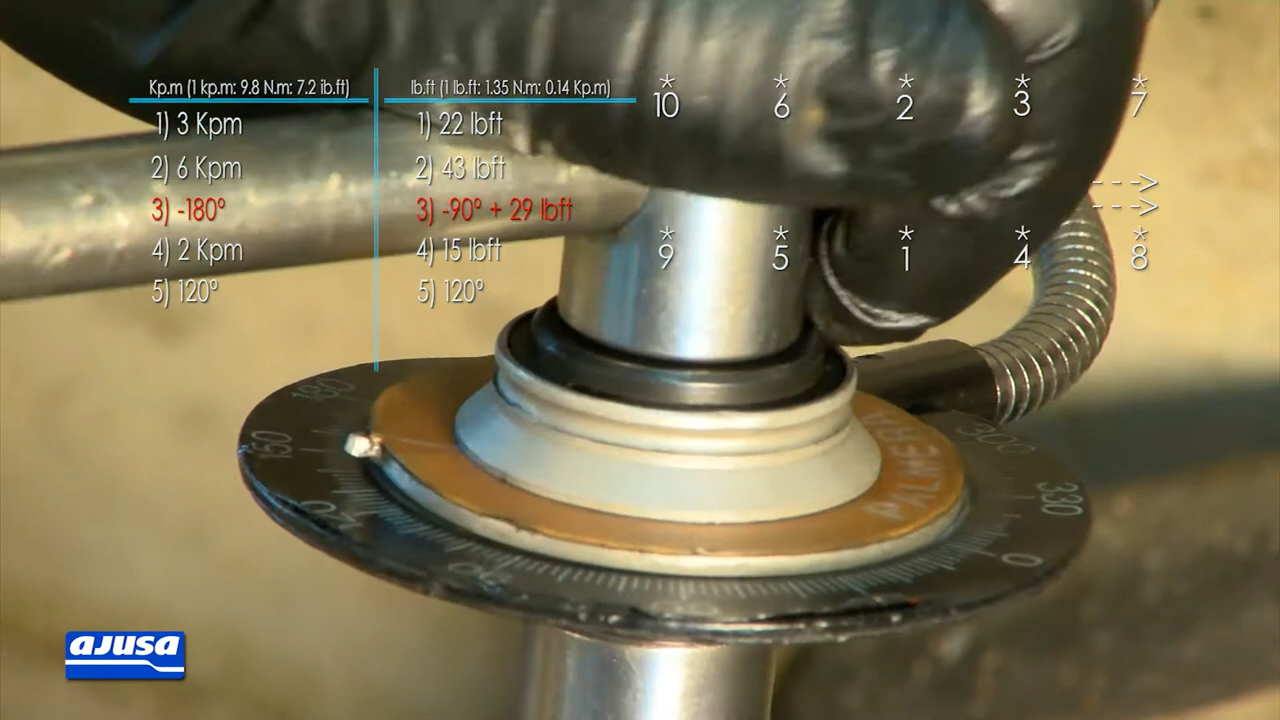 Kp.m (1 kp.m: 9.8 N.m: 7.2 ib.ft)
1) 3 Kpm
2) 6 Kpm
3) -180°
4) 2 Kpm
5) 120°
lb.ft (1 lb.ft: 1.35 N.m: 0.14 Kp.m)
1) 22 lbft
2) 43 lbft
3) -90° + 29 lbft
4) 15 lbft
5) 120°
* * * * *
10 6 2 3 7
--->
--->
* * * * *
9 5 1 4 8
180
150
300
330
0
PALMER
ajusa